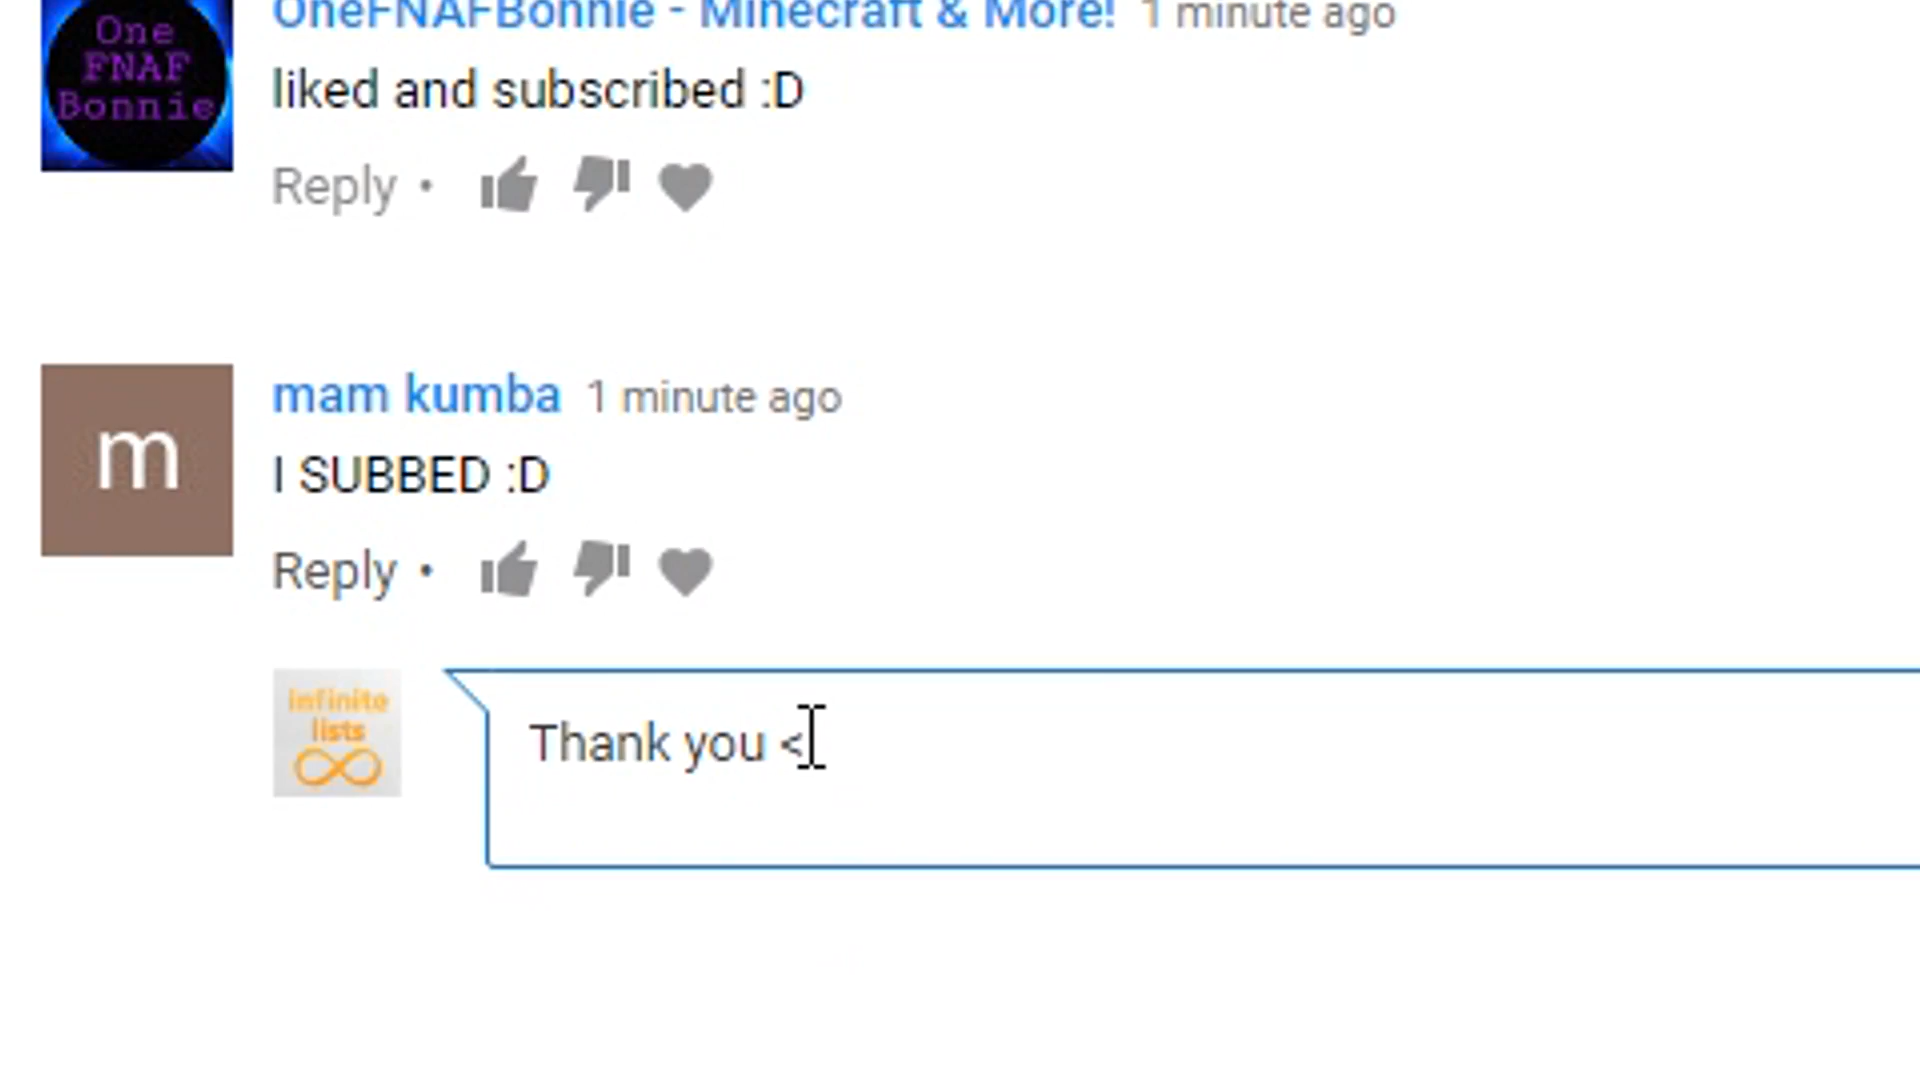 One
FNAF
Bonnie
OneFNAFBonnie - Minecraft & More! 1 minute ago
liked and subscribed :D
Reply •
m
mam kumba 1 minute ago
I SUBBED :D
Reply •
infinite
lists
Thank you <